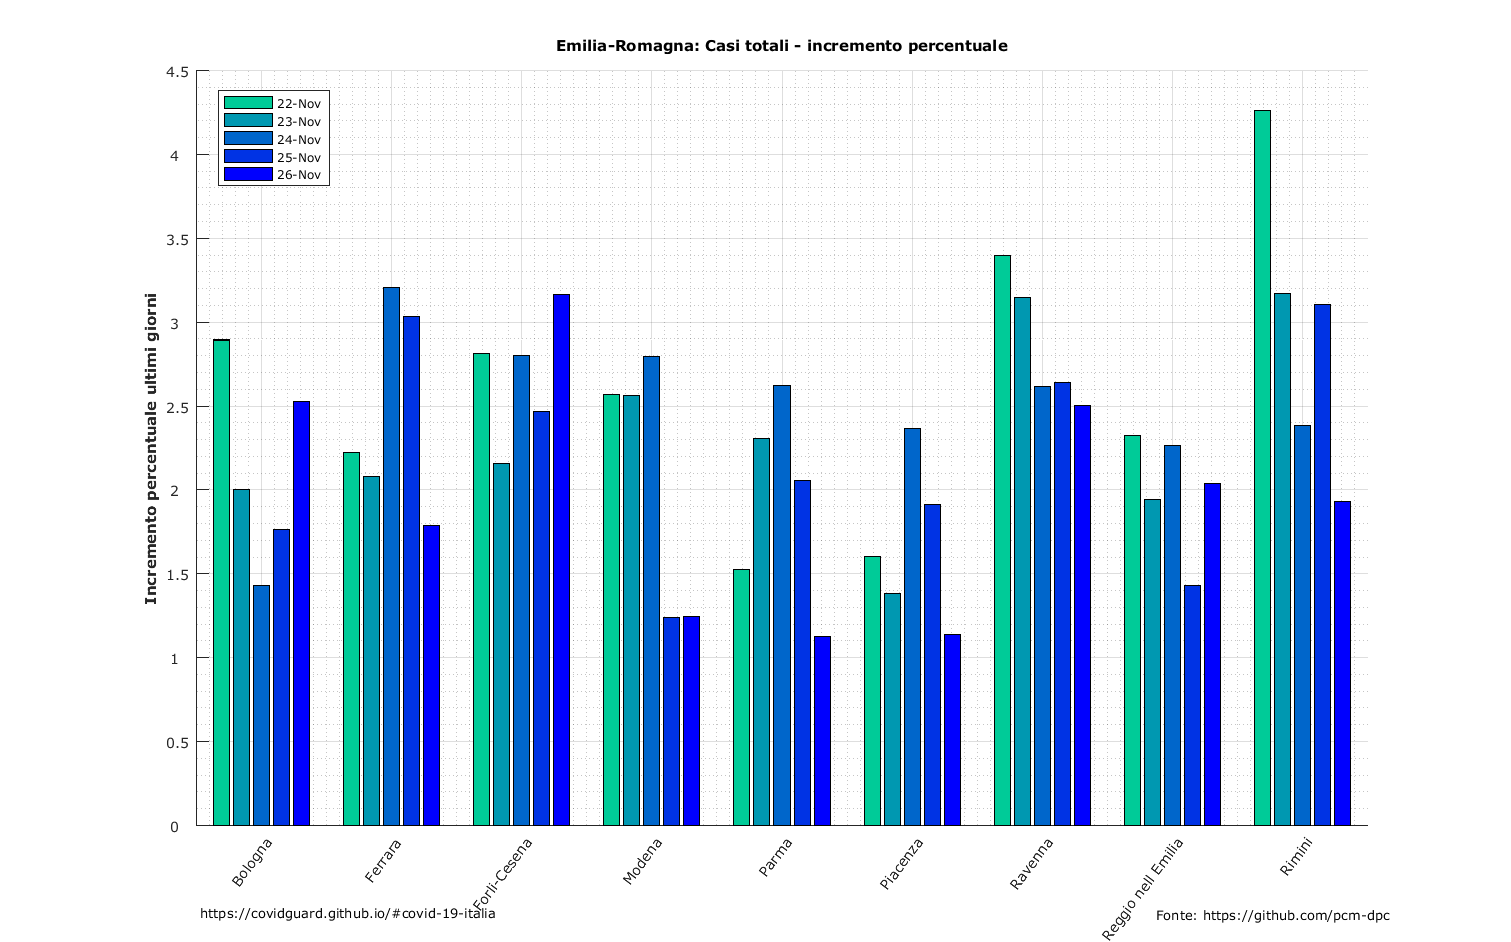 Emilia-Romagna: Casi totali - incremento percentuale
4.5
4
3.5
3
2.5
2
1.5
1
0.5
0
Incremento percentuale ultimi giorni
22-Nov
23-Nov
24-Nov
25-Nov
26-Nov
Bologna
Ferrara
Forlì-Cesena
Modena
Parma
Piacenza
Ravenna
Reggio nell Emilia
Rimini
https://covidguard.github.io/#covid-19-italia
Fonte: https://github.com/pcm-dpc